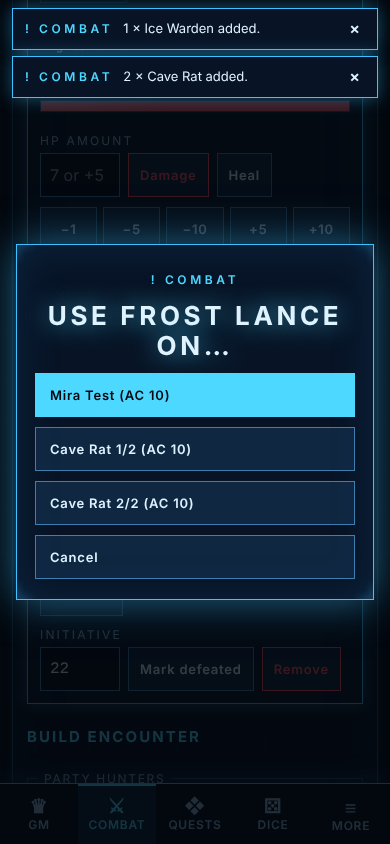 ! COMBAT 1 × Ice Warden added. ×
! COMBAT 2 × Cave Rat added. ×
HP AMOUNT
7 or +5 Damage Heal
−1 −5 −10 +5 +10
! COMBAT
USE FROST LANCE
ON...
Mira Test (AC 10)
Cave Rat 1/2 (AC 10)
Cave Rat 2/2 (AC 10)
Cancel
INITIATIVE
22 Mark defeated Remove
BUILD ENCOUNTER
PARTY HUNTERS
GM COMBAT QUESTS DICE MORE